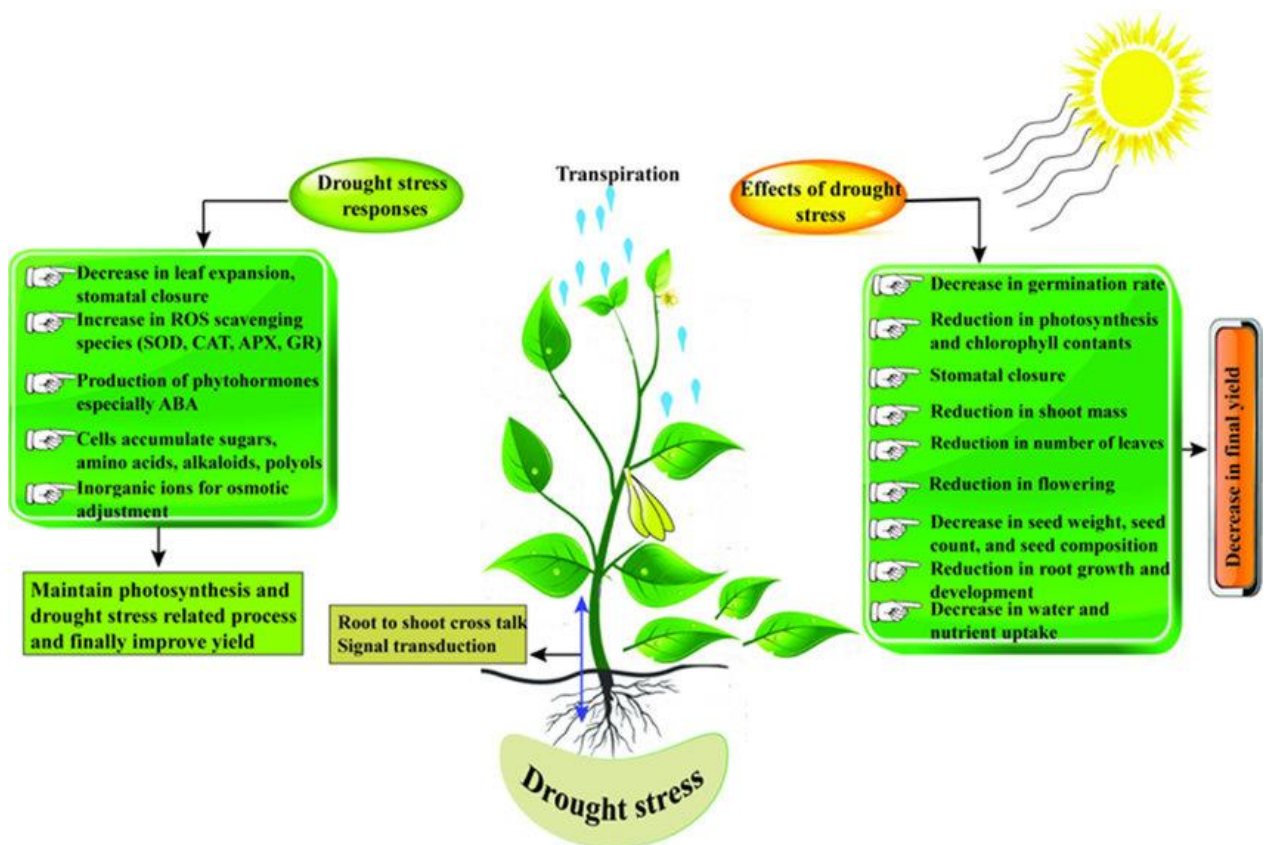 Transpiration
Drought stress
responses
Effects of drought
stress
Decrease in leaf expansion,
stomatal closure
Increase in ROS scavenging
species (SOD, CAT, APX, GR)
Production of phytohormones
especially ABA
Cells accumulate sugars,
amino acids, alkaloids, polyols
Inorganic ions for osmotic
adjustment
Maintain photosynthesis and
drought stress related process
and finally improve yield
Root to shoot cross talk
Signal transduction
Drought stress
Decrease in germination rate
Reduction in photosynthesis
and chlorophyll contants
Stomatal closure
Reduction in shoot mass
Reduction in number of leaves
Reduction in flowering
Decrease in seed weight, seed
count, and seed composition
Reduction in root growth and
development
Decrease in water and
nutrient uptake
Decrease in final yield